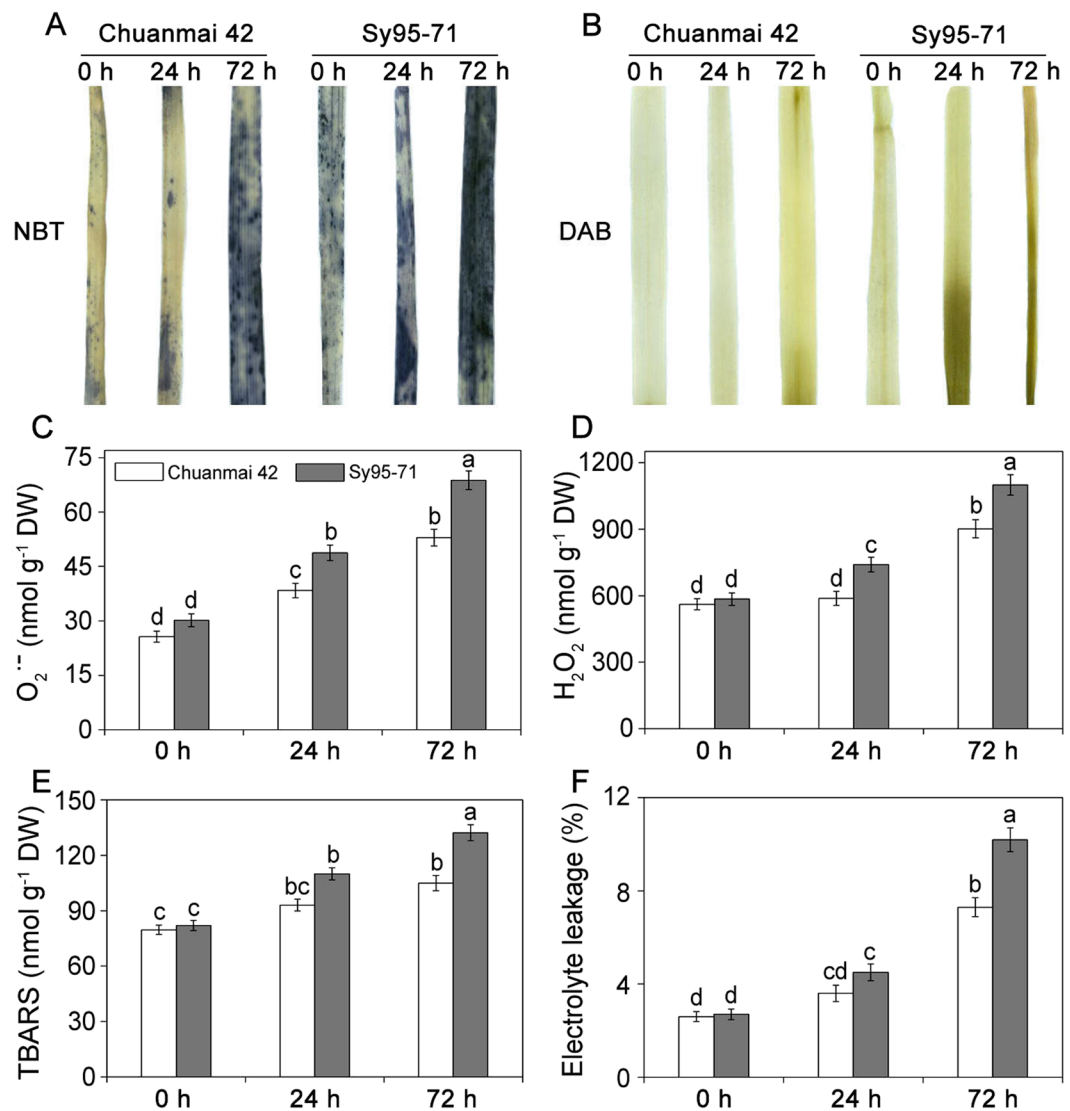 A
Chuanmai 42 Sy95-71
0 h 24 h 72 h 0 h 24 h 72 h
NBT
B
Chuanmai 42 Sy95-71
0 h 24 h 72 h 0 h 24 h 72 h
DAB
C
O₂·⁻ (nmol g⁻¹ DW)
75
60
45
30
15
0
Chuanmai 42 Sy95-71
d d c b b a
0 h 24 h 72 h
D
H₂O₂ (nmol g⁻¹ DW)
1200
900
600
300
0
d d d c b a
0 h 24 h 72 h
E
TBARS (nmol g⁻¹ DW)
150
120
90
60
30
0
c c bc b b a
0 h 24 h 72 h
F
Electrolyte leakage (%)
12
8
4
0
d d cd c b a
0 h 24 h 72 h